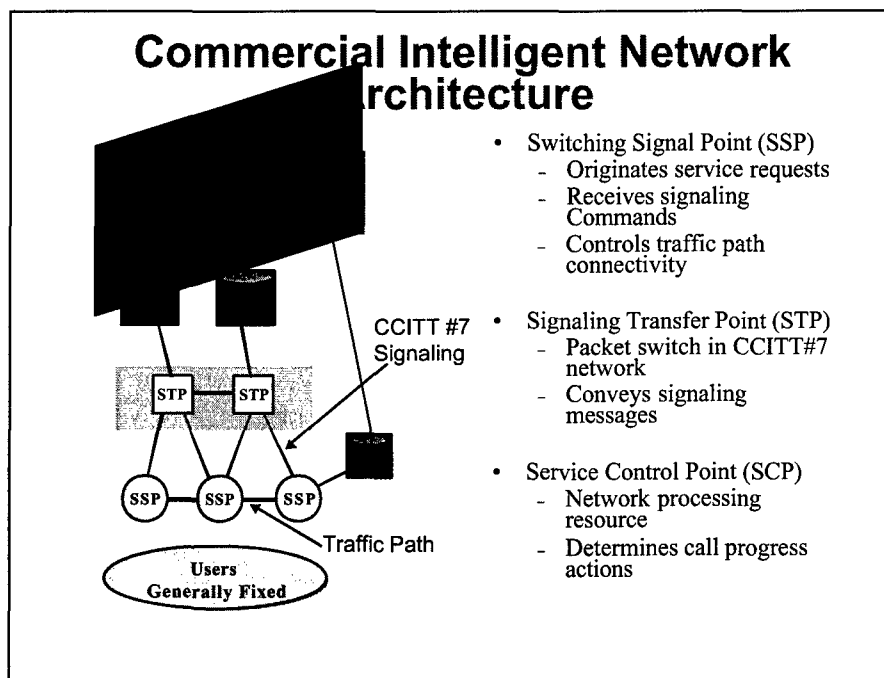 Commercial Intelligent Network
rchitecture
• Switching Signal Point (SSP)
- Originates service requests
- Receives signaling
Commands
- Controls traffic path
connectivity
• Signaling Transfer Point (STP)
- Packet switch in CCITT#7
network
- Conveys signaling
messages
• Service Control Point (SCP)
- Network processing
resource
- Determines call progress
actions
CCITT #7
Signaling
STP STP
SSP SSP SSP
Traffic Path
Users
Generally Fixed